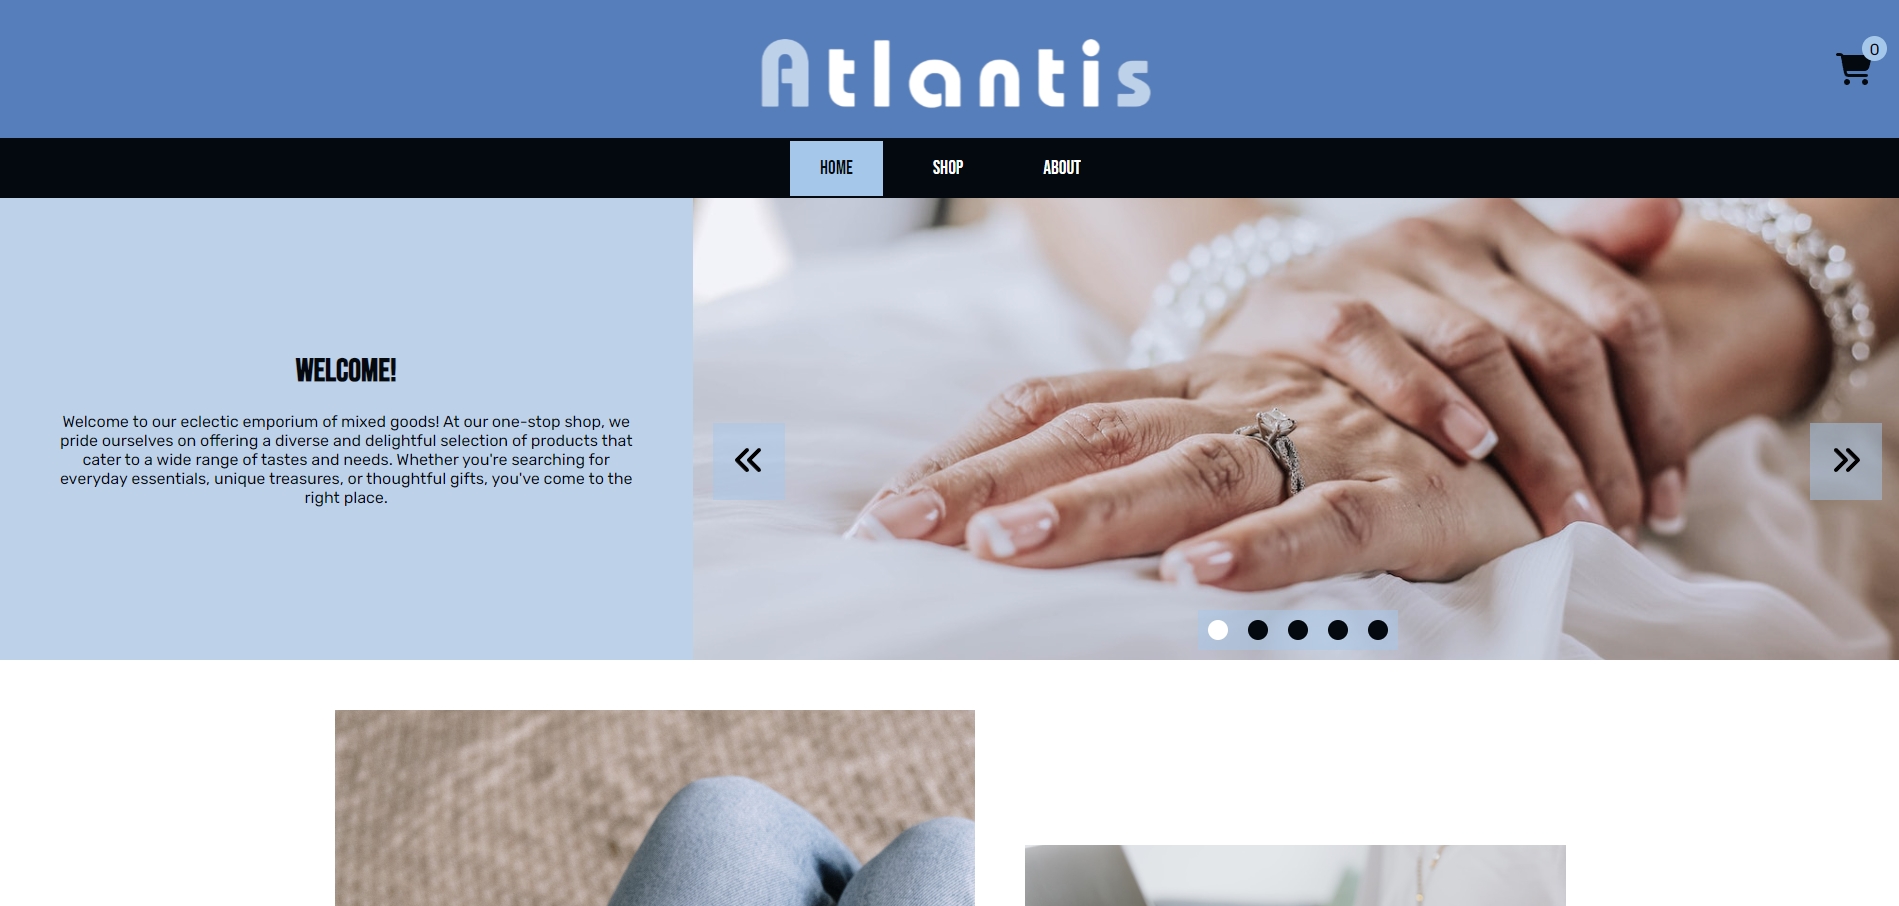 Atlantis
0
HOME
SHOP
ABOUT
WELCOME!
Welcome to our eclectic emporium of mixed goods! At our one-stop shop, we
pride ourselves on offering a diverse and delightful selection of products that
cater to a wide range of tastes and needs. Whether you're searching for
everyday essentials, unique treasures, or thoughtful gifts, you've come to the
right place.